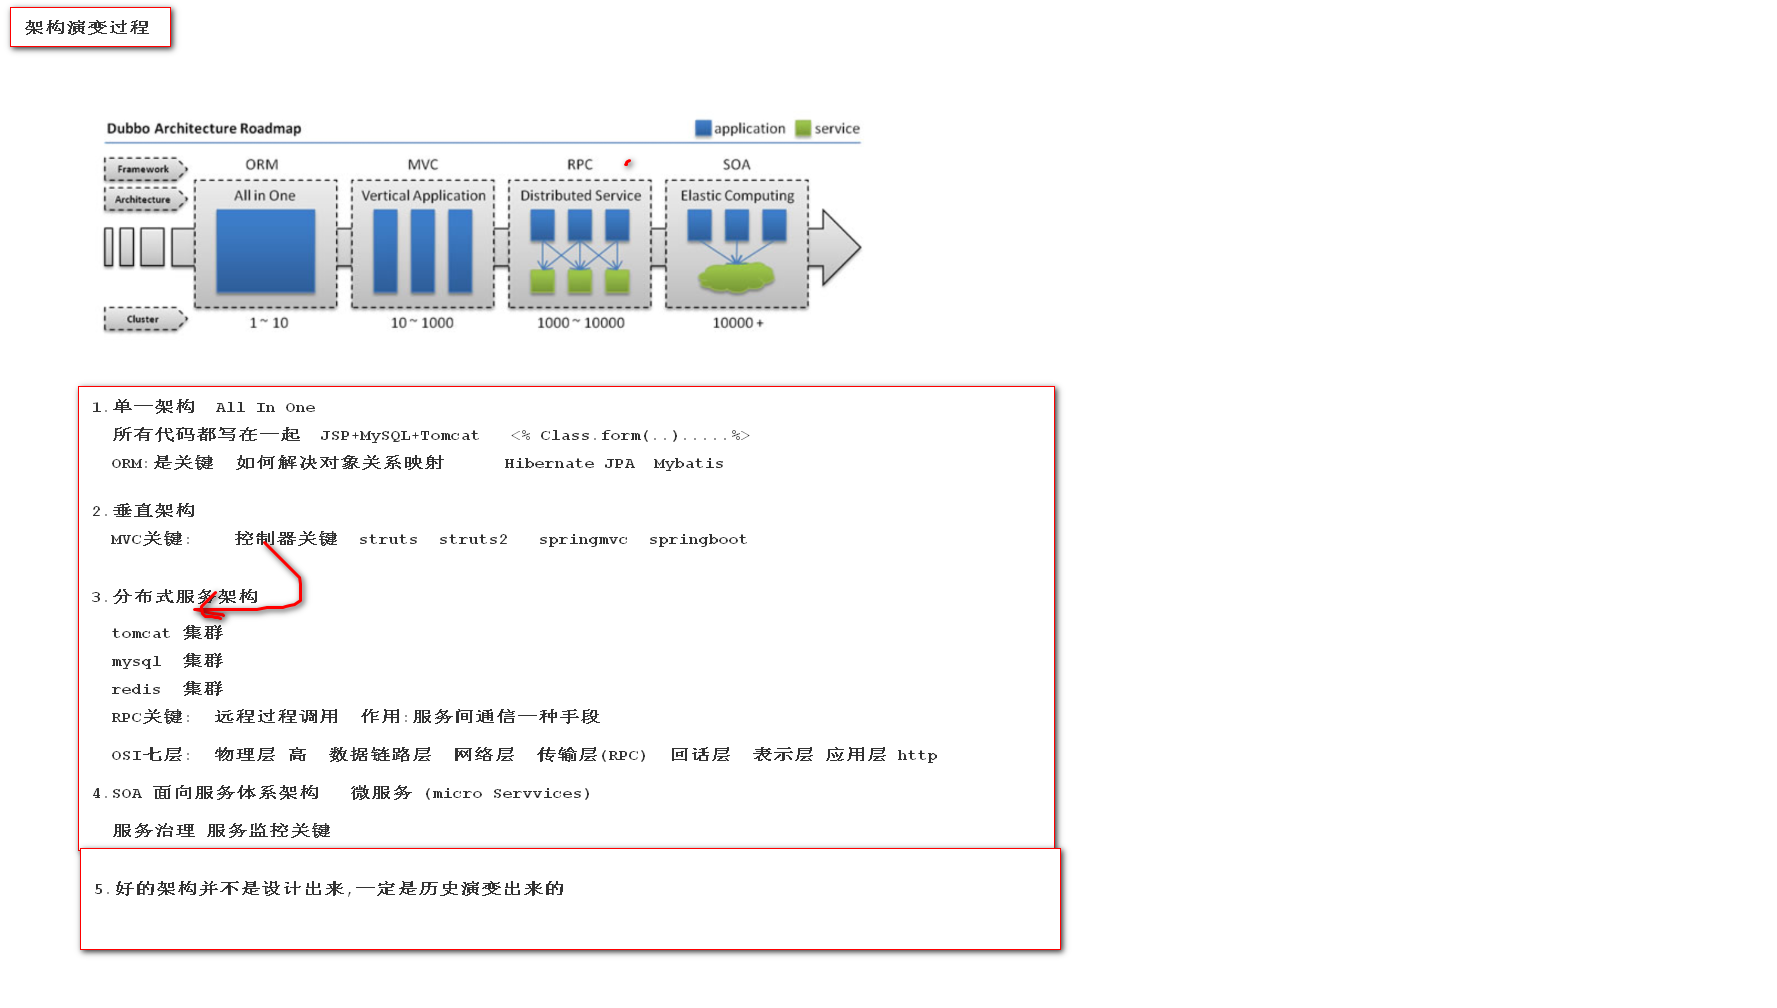 架构演变过程
Dubbo Architecture Roadmap
application service
ORM MVC RPC SOA
Framework
Architecture
All in One Vertical Application Distributed Service Elastic Computing
Cluster
1 ~ 10 10 ~ 1000 1000 ~ 10000 10000 +
1.单一架构 All In One
所有代码都写在一起 JSP+MySQL+Tomcat <% Class.form(..).....%>
ORM:是关键 如何解决对象关系映射 Hibernate JPA Mybatis
2.垂直架构
MVC关键: 控制器关键 struts struts2 springmvc springboot
3.分布式服务架构
tomcat 集群
mysql 集群
redis 集群
RPC关键: 远程过程调用 作用:服务间通信一种手段
OSI七层: 物理层 高 数据链路层 网络层 传输层(RPC) 回话层 表示层 应用层 http
4.SOA 面向服务体系架构 微服务 (micro Servvices)
服务治理 服务监控关键
5.好的架构并不是设计出来,一定是历史演变出来的